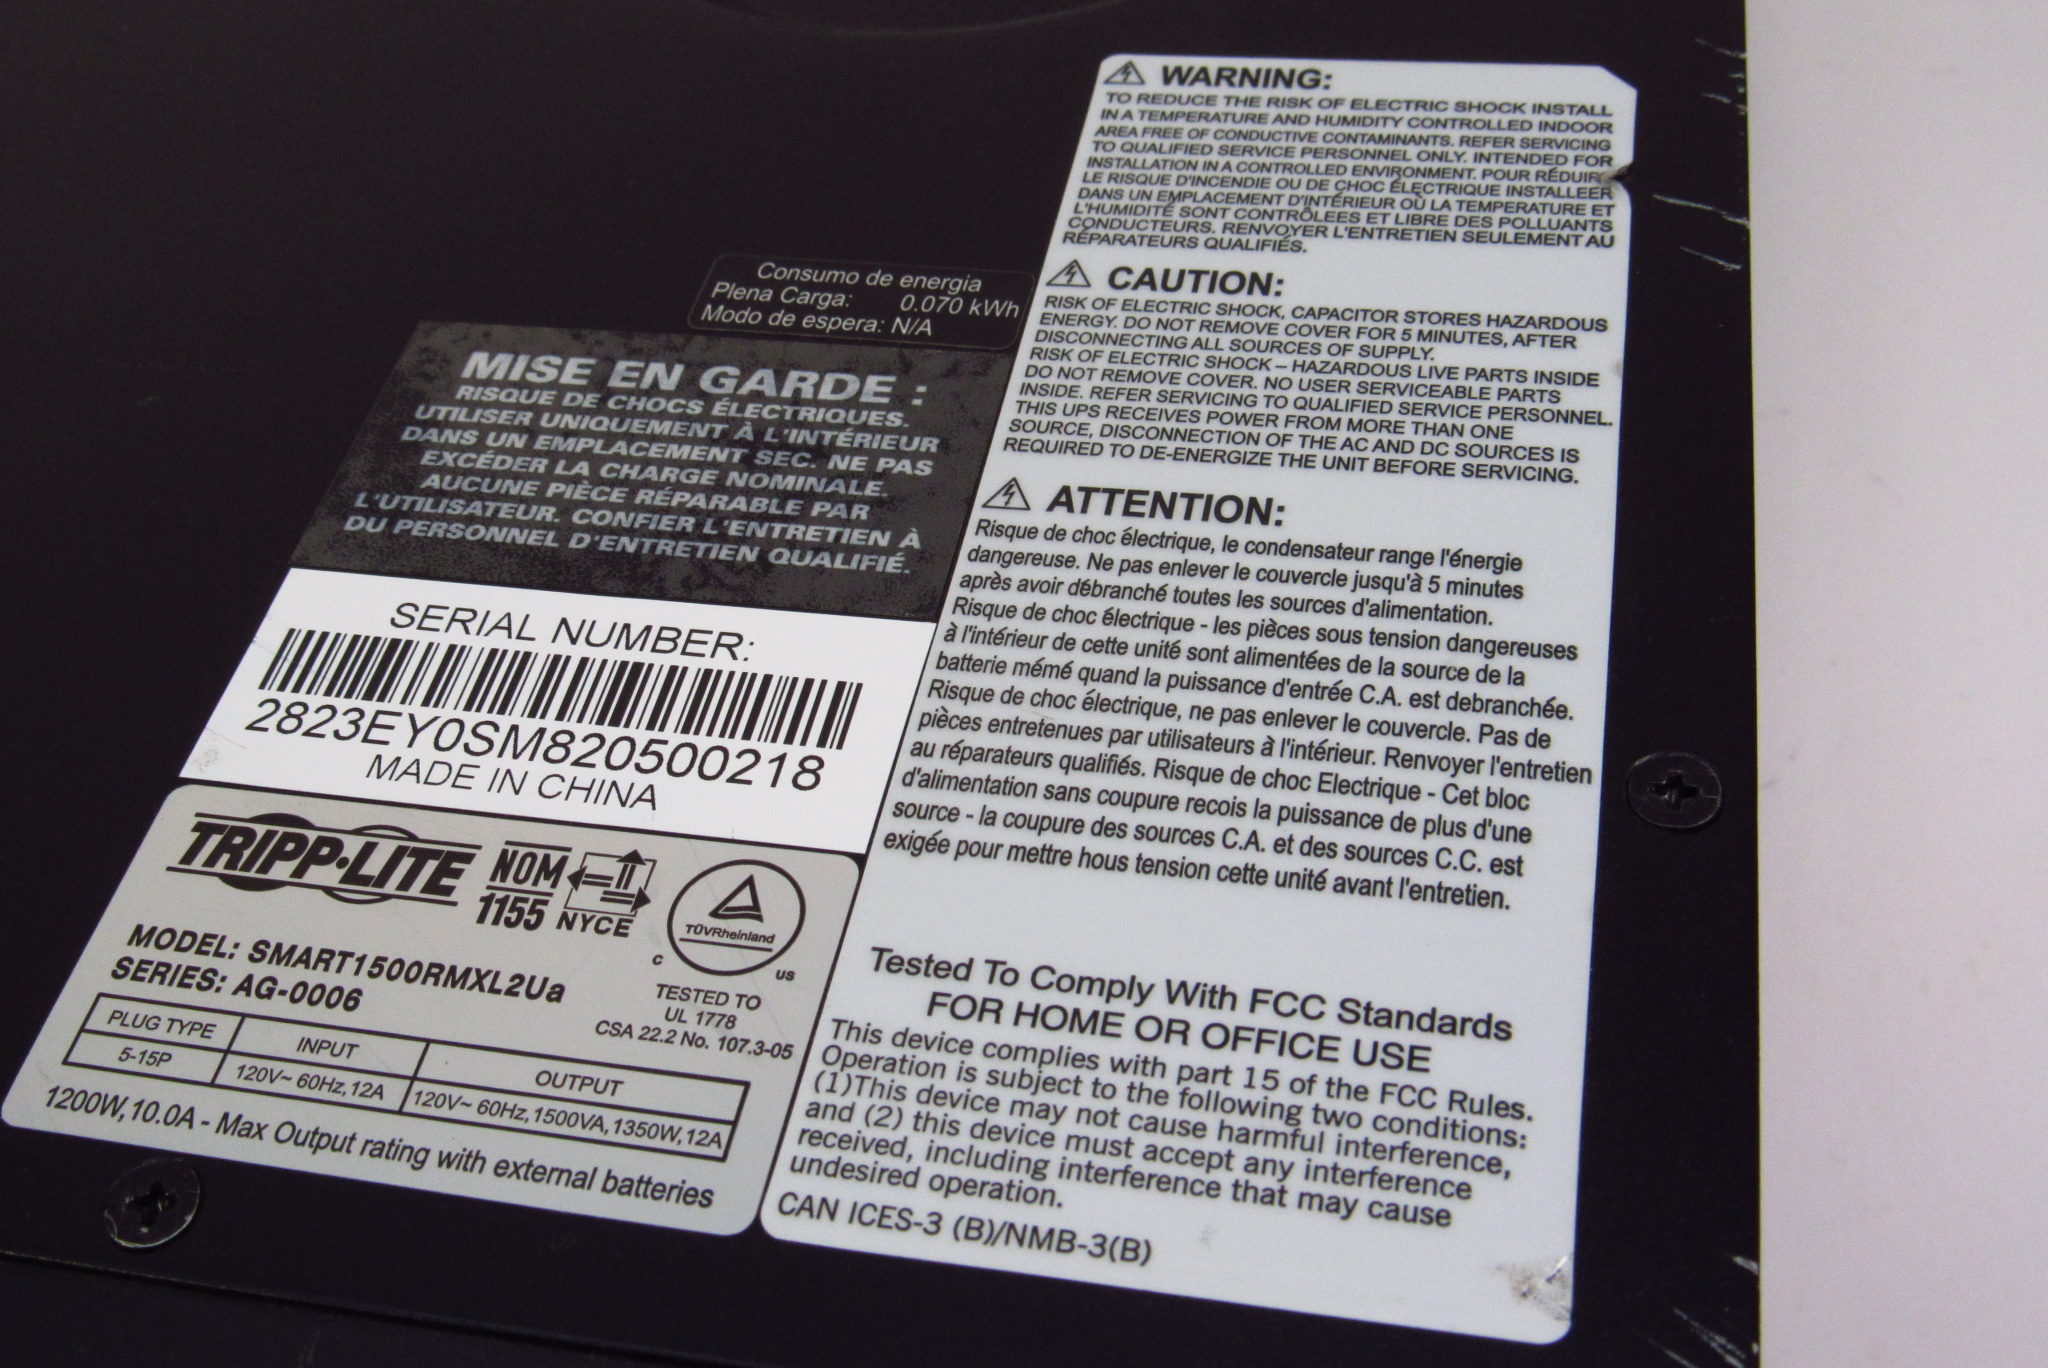 Consumo de energia
Plena Carga: 0.070 kWh
Modo de espera: N/A
MISE EN GARDE :
RISQUE DE CHOCS ÉLECTRIQUES.
UTILISER UNIQUEMENT À L'INTÉRIEUR
DANS UN EMPLACEMENT SEC. NE PAS
EXCÉDER LA CHARGE NOMINALE.
AUCUNE PIÈCE RÉPARABLE PAR
L'UTILISATEUR. CONFIER L'ENTRETIEN À
DU PERSONNEL D'ENTRETIEN QUALIFIÉ.
SERIAL NUMBER:
2823EY0SM820500218
MADE IN CHINA
TRIPP·LITE
NOM
1155
NYCE
TÜVRheinland
C US
MODEL: SMART1500RMXL2Ua
SERIES: AG-0006
TESTED TO
UL 1778
CSA 22.2 No. 107.3-05
PLUG TYPE INPUT OUTPUT
5-15P 120V~ 60Hz,12A 120V~ 60Hz,1500VA,1350W,12A
1200W,10.0A - Max Output rating with external batteries
WARNING:
TO REDUCE THE RISK OF ELECTRIC SHOCK INSTALL
IN A TEMPERATURE AND HUMIDITY CONTROLLED INDOOR
AREA FREE OF CONDUCTIVE CONTAMINANTS. REFER SERVICING
TO QUALIFIED SERVICE PERSONNEL ONLY. INTENDED FOR
INSTALLATION IN A CONTROLLED ENVIRONMENT. POUR RÉDUIRE
LE RISQUE D'INCENDIE OU DE CHOC ÉLECTRIQUE INSTALLEER
DANS UN EMPLACEMENT D'INTÉRIEUR OÙ LA TEMPERATURE ET
L'HUMIDITÉ SONT CONTRÔLEES ET LIBRE DES POLLUANTS
CONDUCTEURS. RENVOYER L'ENTRETIEN SEULEMENT AU
RÉPARATEURS QUALIFIÉS.
CAUTION:
RISK OF ELECTRIC SHOCK, CAPACITOR STORES HAZARDOUS
ENERGY. DO NOT REMOVE COVER FOR 5 MINUTES, AFTER
DISCONNECTING ALL SOURCES OF SUPPLY.
RISK OF ELECTRIC SHOCK – HAZARDOUS LIVE PARTS INSIDE
DO NOT REMOVE COVER. NO USER SERVICEABLE PARTS
INSIDE. REFER SERVICING TO QUALIFIED SERVICE PERSONNEL.
THIS UPS RECEIVES POWER FROM MORE THAN ONE
SOURCE, DISCONNECTION OF THE AC AND DC SOURCES IS
REQUIRED TO DE-ENERGIZE THE UNIT BEFORE SERVICING.
ATTENTION:
Risque de choc électrique, le condensateur range l'énergie
dangereuse. Ne pas enlever le couvercle jusqu'à 5 minutes
après avoir débranché toutes les sources d'alimentation.
Risque de choc électrique - les pièces sous tension dangereuses
à l'intérieur de cette unité sont alimentées de la source de la
batterie mémé quand la puissance d'entrée C.A. est debranchée.
Risque de choc électrique, ne pas enlever le couvercle. Pas de
pièces entretenues par utilisateurs à l'intérieur. Renvoyer l'entretien
au réparateurs qualifiés. Risque de choc Electrique - Cet bloc
d'alimentation sans coupure recois la puissance de plus d'une
source - la coupure des sources C.A. et des sources C.C. est
exigée pour mettre hous tension cette unité avant l'entretien.
Tested To Comply With FCC Standards
FOR HOME OR OFFICE USE
This device complies with part 15 of the FCC Rules.
Operation is subject to the following two conditions:
(1)This device may not cause harmful interference,
and (2) this device must accept any interference
received, including interference that may cause
undesired operation.
CAN ICES-3 (B)/NMB-3(B)